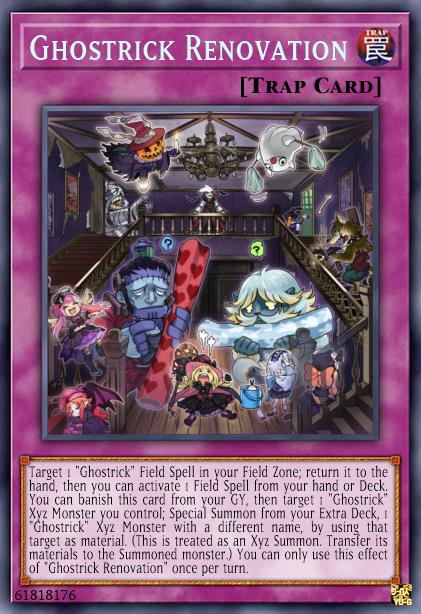 Ghostrick Renovation
TRAP
罠
[Trap Card]
?
?
Target 1 "Ghostrick" Field Spell in your Field Zone; return it to the
hand, then you can activate 1 Field Spell from your hand or Deck.
You can banish this card from your GY, then target 1 "Ghostrick"
Xyz Monster you control; Special Summon from your Extra Deck, 1
"Ghostrick" Xyz Monster with a different name, by using that
target as material. (This is treated as an Xyz Summon. Transfer its
materials to the Summoned monster.) You can only use this effect
of "Ghostrick Renovation" once per turn.
61818176